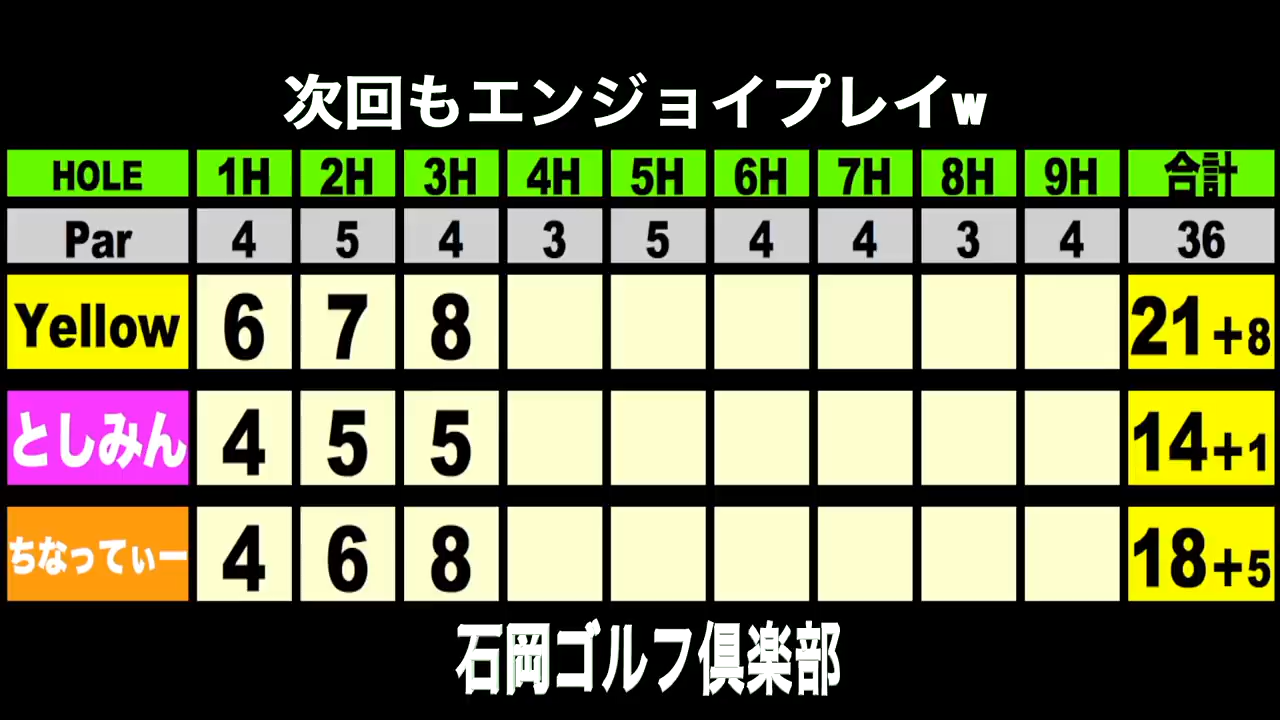 次回もエンジョイプレイw
HOLE 1H 2H 3H 4H 5H 6H 7H 8H 9H 合計
Par 4 5 4 3 5 4 4 3 4 36
Yellow 6 7 8 21+8
としみん 4 5 5 14+1
ちなってぃー 4 6 8 18+5
石岡ゴルフ倶楽部